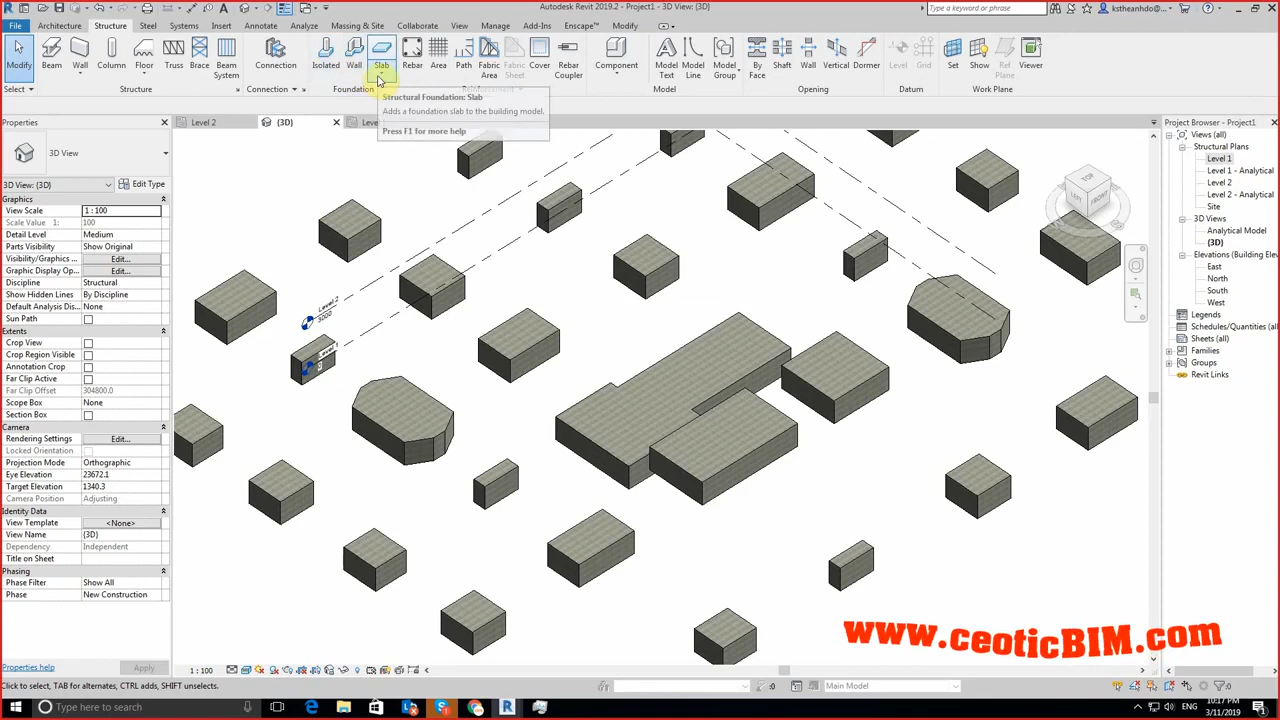 Autodesk Revit 2019.2 - Project1 - 3D View: {3D}
Type a keyword or phrase
kstheanhdo@...
File Architecture Structure Steel Systems Insert Annotate Analyze Massing & Site Collaborate View Manage Add-Ins Enscape™ Modify
Modify Beam Wall Column Floor Truss Brace Beam System Connection Isolated Wall Slab Rebar Area Path Fabric Area Fabric Sheet Cover Rebar Coupler Component Model Text Model Line Model Group By Face Shaft Wall Vertical Dormer Level Grid Set Show Ref Plane Viewer
Select Structure Connection Foundation Reinforcement Model Opening Datum Work Plane
Structural Foundation: Slab
Adds a foundation slab to the building model.
Press F1 for more help
Properties
Level 2
(3D)
Project Browser - Project1
3D View
3D View: {3D}
Edit Type
Graphics
View Scale 1 : 100
Scale Value 1: 100
Detail Level Medium
Parts Visibility Show Original
Visibility/Graphics ... Edit...
Graphic Display Op... Edit...
Discipline Structural
Show Hidden Lines By Discipline
Default Analysis Dis... None
Sun Path
Extents
Crop View
Crop Region Visible
Annotation Crop
Far Clip Active
Far Clip Offset 304800.0
Scope Box None
Section Box
Camera
Rendering Settings Edit...
Locked Orientation
Projection Mode Orthographic
Eye Elevation 23672.1
Target Elevation 1340.3
Camera Position Adjusting
Identity Data
View Template <None>
View Name {3D}
Dependency Independent
Title on Sheet
Phasing
Phase Filter Show All
Phase New Construction
Properties help
Apply
Level 2
3000
Level 1
0
TOP
LEFT
FRONT
Views (all)
Structural Plans
Level 1
Level 1 - Analytical
Level 2
Level 2 - Analytical
Site
3D Views
Analytical Model
{3D}
Elevations (Building Elev
East
North
South
West
Legends
Schedules/Quantities (al
Sheets (all)
Families
Groups
Revit Links
www.ceoticBIM.com
1 : 100
Click to select, TAB for alternates, CTRL adds, SHIFT unselects.
:0
Main Model
:0
Type here to search
ENG
10:17 PM
3/11/2019